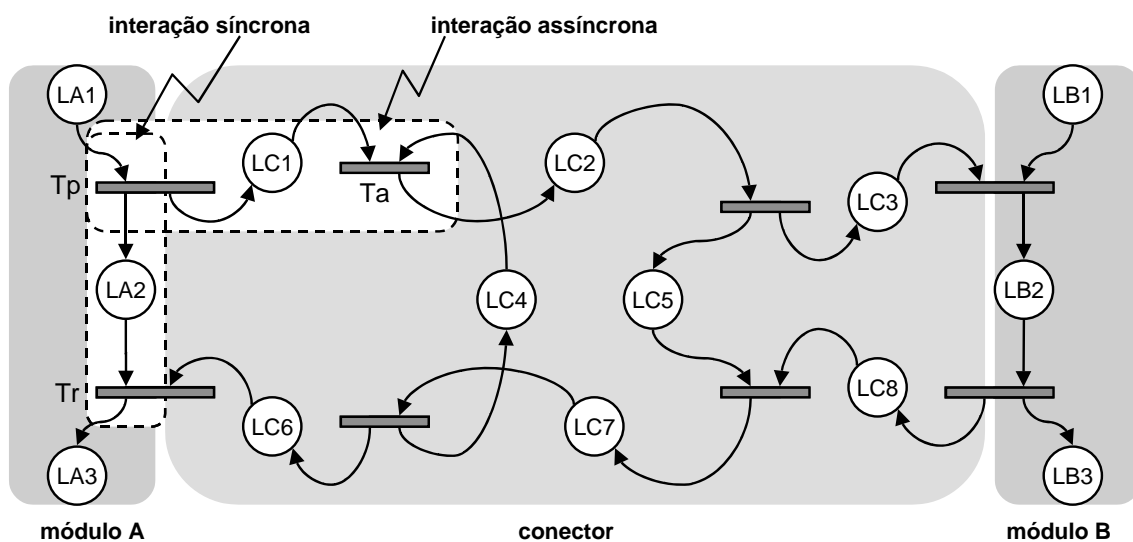 interação síncrona
interação assíncrona
LA1
LB1
LC1
LC2
Tp
Ta
LC3
LA2
LC4
LC5
LB2
Tr
LC8
LC6
LC7
LA3
LB3
módulo A
conector
módulo B